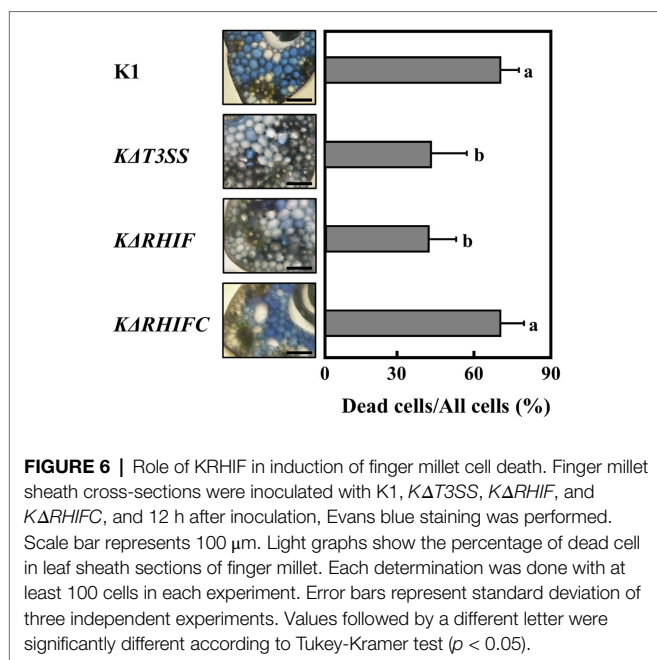 K1
a
KΔT3SS
b
KΔRHIF
b
KΔRHIFC
a
0 30 60 90
Dead cells/All cells (%)
FIGURE 6 | Role of KRHIF in induction of finger millet cell death. Finger millet
sheath cross-sections were inoculated with K1, KΔT3SS, KΔRHIF, and
KΔRHIFC, and 12 h after inoculation, Evans blue staining was performed.
Scale bar represents 100 μm. Light graphs show the percentage of dead cell
in leaf sheath sections of finger millet. Each determination was done with at
least 100 cells in each experiment. Error bars represent standard deviation of
three independent experiments. Values followed by a different letter were
significantly different according to Tukey-Kramer test (p < 0.05).